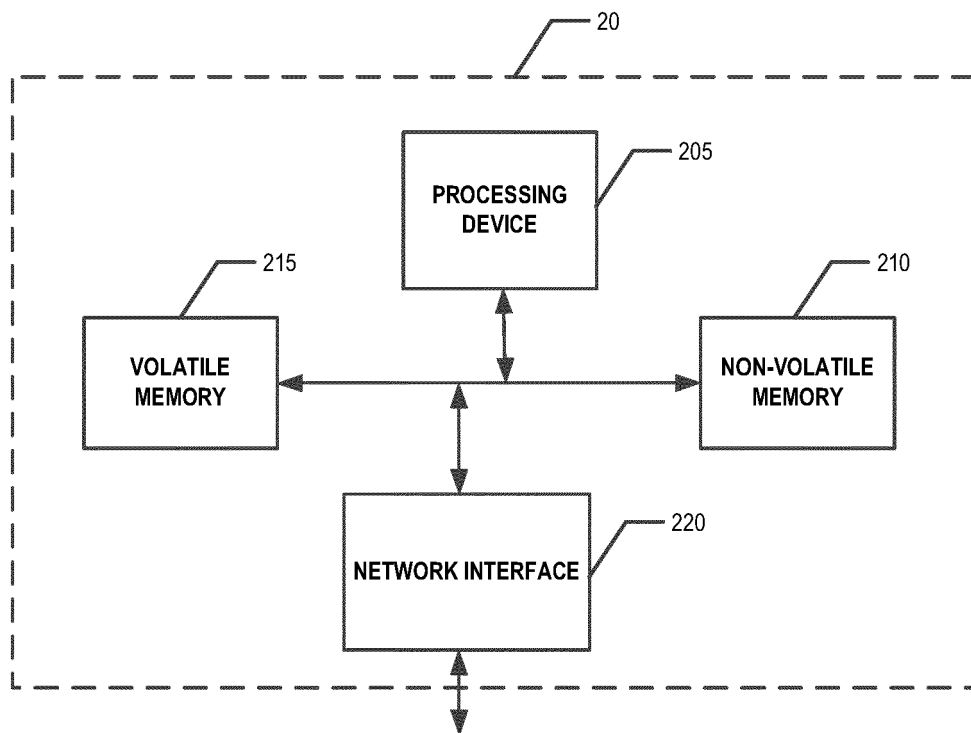 20
205
PROCESSING
DEVICE
215
210
VOLATILE
MEMORY
NON-VOLATILE
MEMORY
220
NETWORK INTERFACE